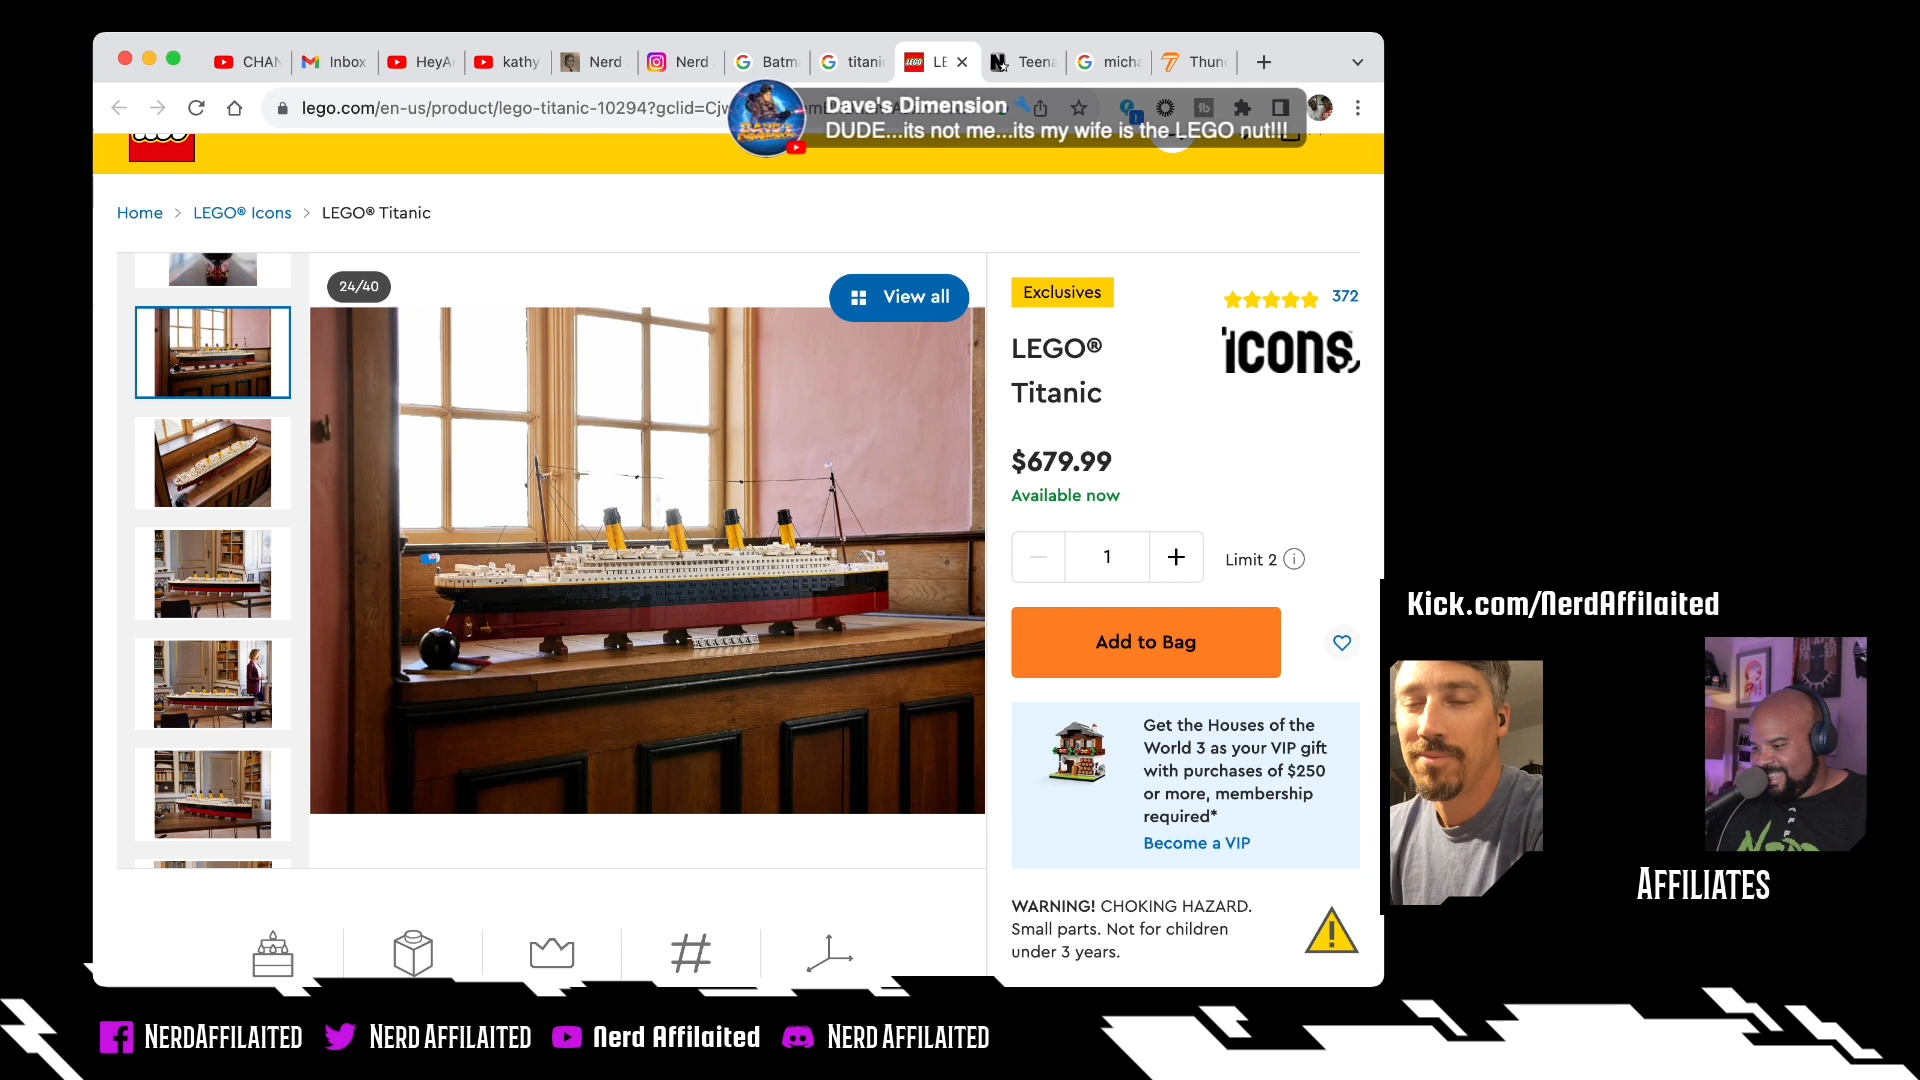 CHAN
Inbox
HeyA
kathy
Nerd
Nerd
Batm
titanic
LEGO
LE
Teena
micha
Thun
lego.com/en-us/product/lego-titanic-10294?gclid=Cjw
Dave's Dimension
DUDE...its not me...its my wife is the LEGO nut!!!
Home > LEGO® Icons > LEGO® Titanic
24/40
View all
Exclusives
372
LEGO®
Titanic
icons
$679.99
Available now
1
Limit 2
Add to Bag
Get the Houses of the
World 3 as your VIP gift
with purchases of $250
or more, membership
required*
Become a VIP
WARNING! CHOKING HAZARD.
Small parts. Not for children
under 3 years.
Kick.com/NerdAffilaited
AFFILIATES
NERDAFFILAITED
NERD AFFILAITED
Nerd Affilaited
NERD AFFILAITED